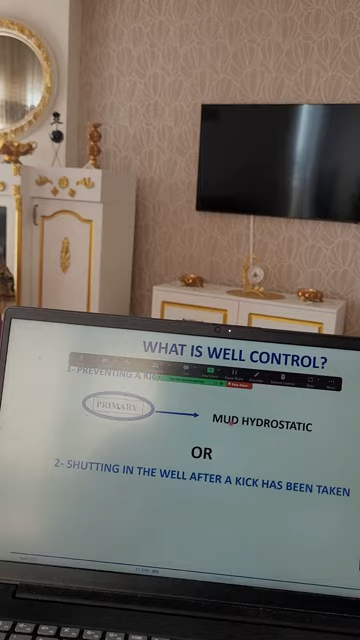 WHAT IS WELL CONTROL?
1- PREVENTING A KICK
PRIMARY
MUD HYDROSTATIC
OR
2- SHUTTING IN THE WELL AFTER A KICK HAS BEEN TAKEN